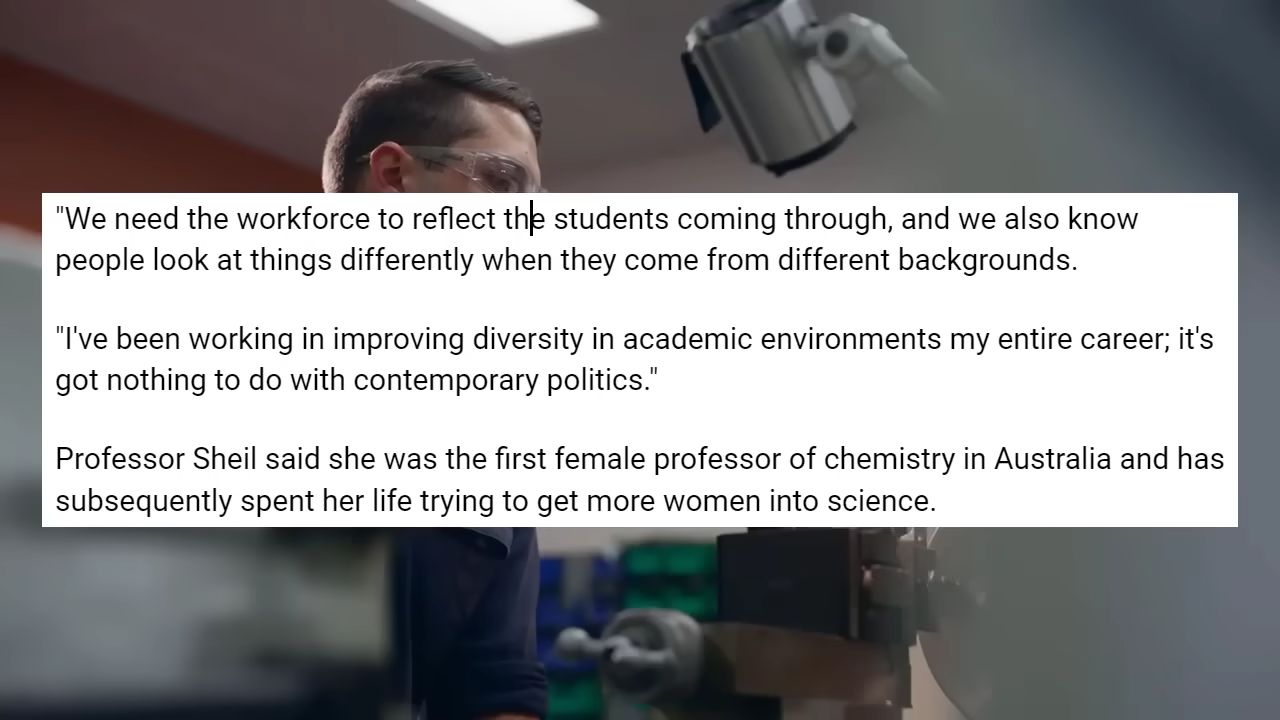 "We need the workforce to reflect the students coming through, and we also know
people look at things differently when they come from different backgrounds.
"I've been working in improving diversity in academic environments my entire career; it's
got nothing to do with contemporary politics."
Professor Sheil said she was the first female professor of chemistry in Australia and has
subsequently spent her life trying to get more women into science.